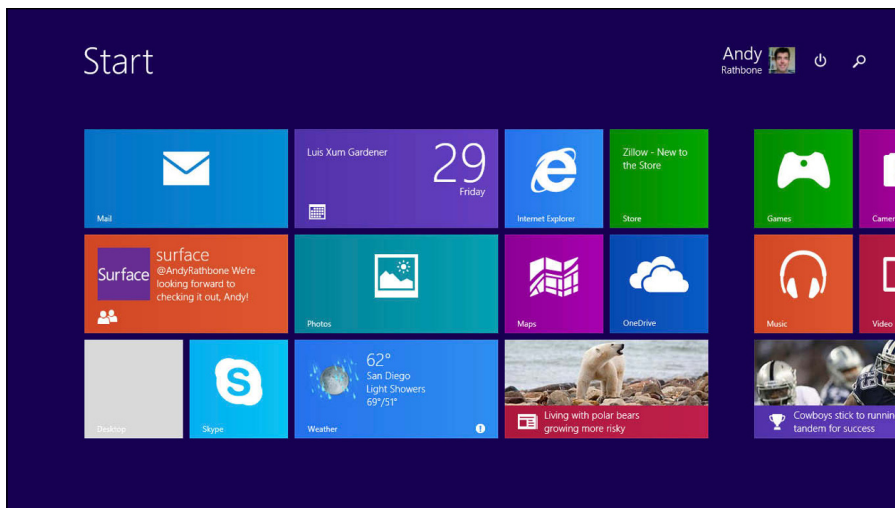 Start
Andy
Rathbone
Mail
Luis Xum Gardener
29
Friday
Internet Explorer
Zillow - New to
the Store
Store
Games
Camer
Surface
surface
@AndyRathbone We're
looking forward to
checking it out, Andy!
Photos
Maps
OneDrive
Music
Video
Desktop
S
Skype
62°
San Diego
Light Showers
69°/51°
Weather
Living with polar bears
growing more risky
Cowboys stick to runnin
tandem for success